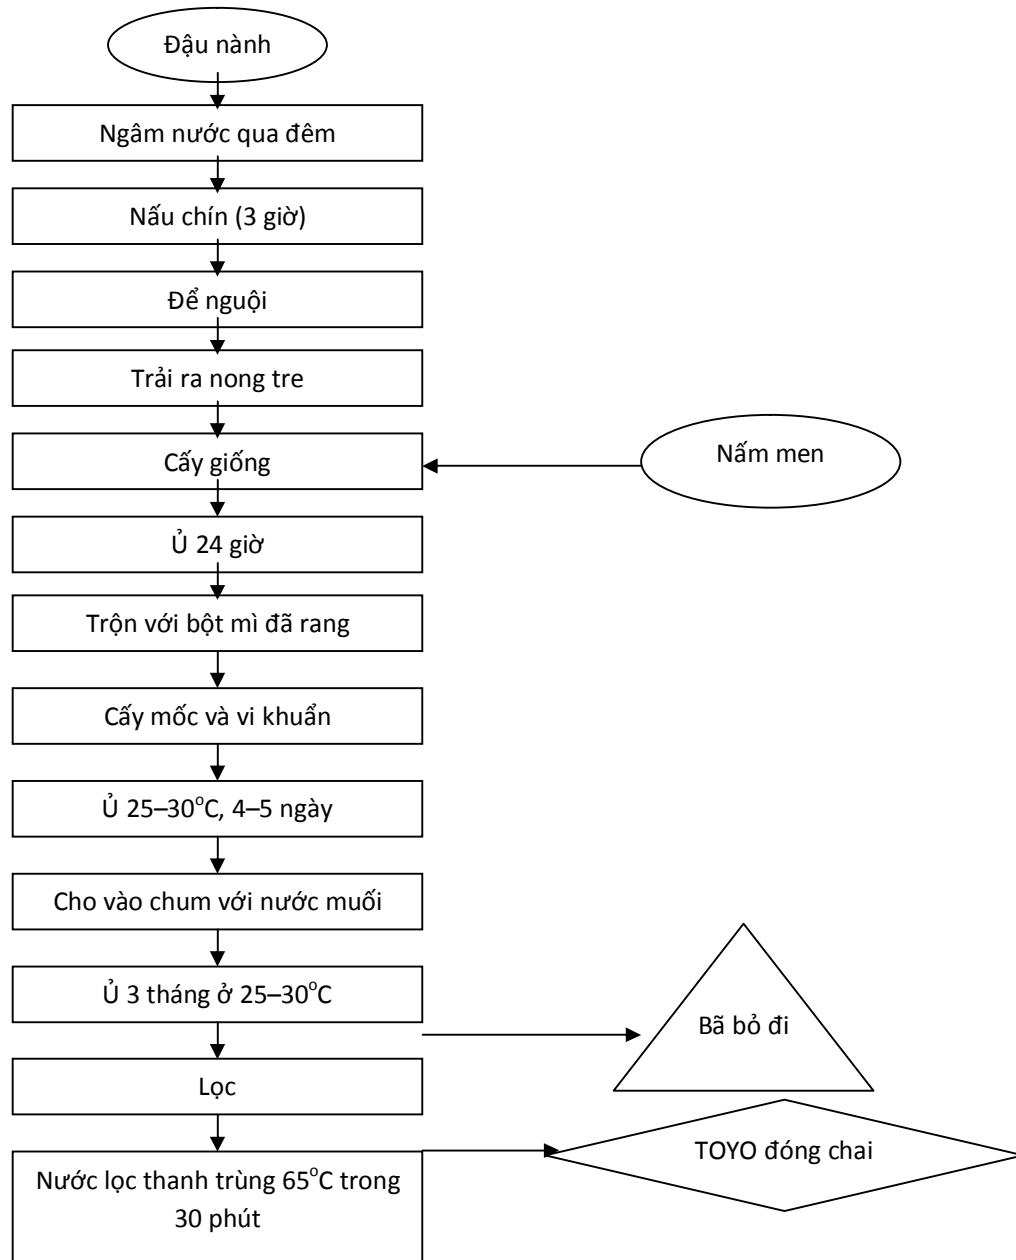 Đậu nành
Ngâm nước qua đêm
Nấu chín (3 giờ)
Để nguội
Trải ra nong tre
Cấy giống
Nấm men
Ủ 24 giờ
Trộn với bột mì đã rang
Cấy mốc và vi khuẩn
Ủ 25–30°C, 4–5 ngày
Cho vào chum với nước muối
Ủ 3 tháng ở 25–30°C
Bã bỏ đi
Lọc
TOYO đóng chai
Nước lọc thanh trùng 65°C trong
30 phút